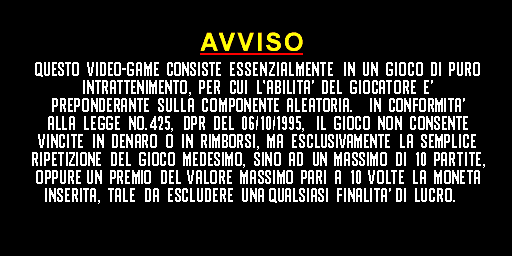 AVVISO
QUESTO VIDEO-GAME CONSISTE ESSENZIALMENTE IN UN GIOCO DI PURO
INTRATTENIMENTO, PER CUI L'ABILITA' DEL GIOCATORE E'
PREPONDERANTE SULLA COMPONENTE ALEATORIA. IN CONFORMITA'
ALLA LEGGE NO.425, DPR DEL 06/10/1995, IL GIOCO NON CONSENTE
VINCITE IN DENARO O IN RIMBORSI, MA ESCLUSIVAMENTE LA SEMPLICE
RIPETIZIONE DEL GIOCO MEDESIMO, SINO AD UN MASSIMO DI 10 PARTITE,
OPPURE UN PREMIO DEL VALORE MASSIMO PARI A 10 VOLTE LA MONETA
INSERITA, TALE DA ESCLUDERE UNA QUALSIASI FINALITA' DI LUCRO.